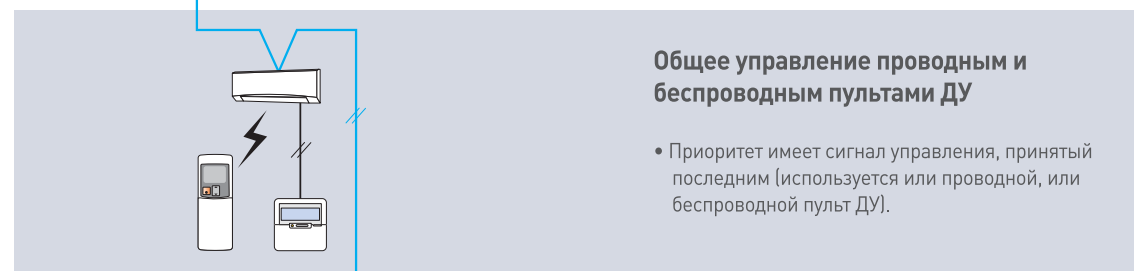 Общее управление проводным и
беспроводным пультами ДУ
• Приоритет имеет сигнал управления, принятый
последним (используется или проводной, или
беспроводной пульт ДУ).